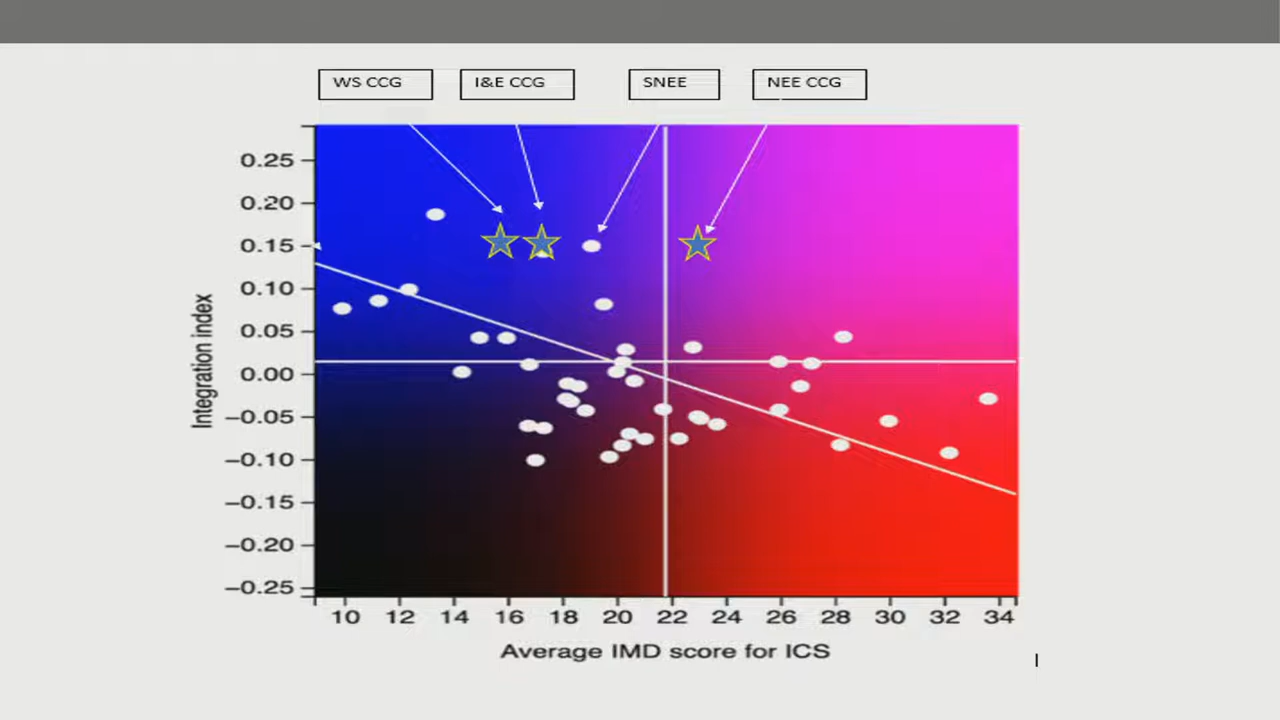 WS CCG
I&E CCG
SNEE
NEE CCG
0.25
0.20
0.15
0.10
0.05
0.00
−0.05
−0.10
−0.15
−0.20
−0.25
Integration index
10 12 14 16 18 20 22 24 26 28 30 32 34
Average IMD score for ICS